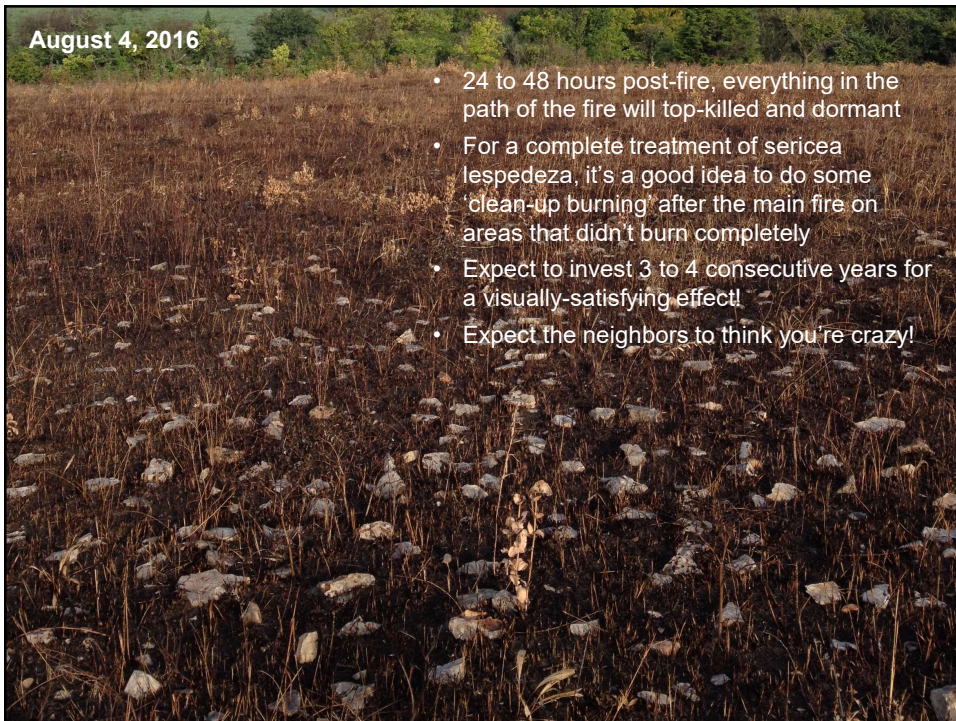 August 4, 2016
• 24 to 48 hours post-fire, everything in the
path of the fire will top-killed and dormant
• For a complete treatment of sericea
lespedeza, it's a good idea to do some
‘clean-up burning’ after the main fire on
areas that didn't burn completely
• Expect to invest 3 to 4 consecutive years for
a visually-satisfying effect!
• Expect the neighbors to think you're crazy!